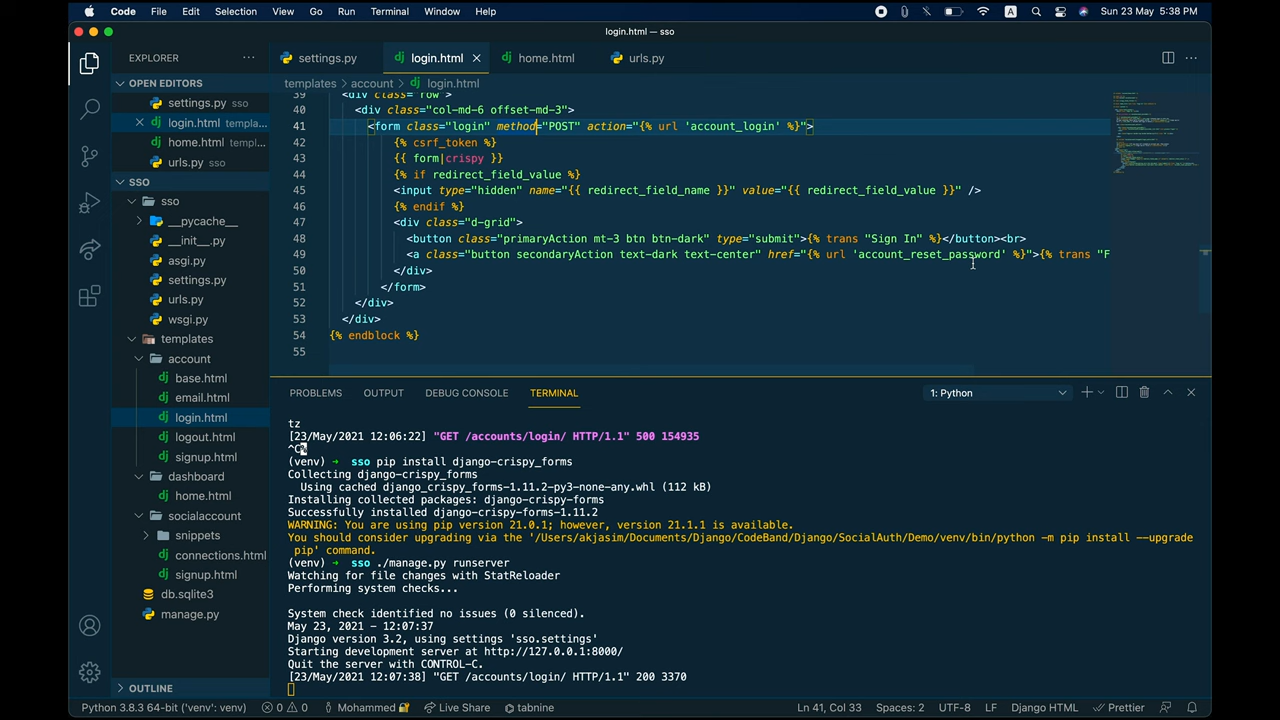 Code File Edit Selection View Go Run Terminal Window Help A Sun 23 May 5:38 PM
login.html — sso
EXPLORER
settings.py login.html home.html urls.py
OPEN EDITORS
settings.py sso
login.html templa...
home.html templ...
urls.py sso
SSO
sso
__pycache__
__init__.py
asgi.py
settings.py
urls.py
wsgi.py
templates
account
base.html
email.html
login.html
logout.html
signup.html
dashboard
home.html
socialaccount
snippets
connections.html
signup.html
db.sqlite3
manage.py
OUTLINE
templates > account > login.html
39 <div class="row">
40 <div class="col-md-6 offset-md-3">
41 <form class="login" method="POST" action="{% url 'account_login' %}">
42 {% csrf_token %}
43 {{ form|crispy }}
44 {% if redirect_field_value %}
45 <input type="hidden" name="{{ redirect_field_name }}" value="{{ redirect_field_value }}" />
46 {% endif %}
47 <div class="d-grid">
48 <button class="primaryAction mt-3 btn btn-dark" type="submit">{% trans "Sign In" %}</button><br>
49 <a class="button secondaryAction text-dark text-center" href="{% url 'account_reset_password' %}">{% trans "F
50 </div>
51 </form>
52 </div>
53 </div>
54 {% endblock %}
55
PROBLEMS OUTPUT DEBUG CONSOLE TERMINAL 1: Python
tz
[23/May/2021 12:06:22] "GET /accounts/login/ HTTP/1.1" 500 154935
^C%
(venv) → sso pip install django-crispy_forms
Collecting django-crispy_forms
Using cached django_crispy_forms-1.11.2-py3-none-any.whl (112 kB)
Installing collected packages: django-crispy-forms
Successfully installed django-crispy-forms-1.11.2
WARNING: You are using pip version 21.0.1; however, version 21.1.1 is available.
You should consider upgrading via the '/Users/akjasim/Documents/Django/CodeBand/Django/SocialAuth/Demo/venv/bin/python -m pip install --upgrade
pip' command.
(venv) → sso ./manage.py runserver
Watching for file changes with StatReloader
Performing system checks...
System check identified no issues (0 silenced).
May 23, 2021 - 12:07:37
Django version 3.2, using settings 'sso.settings'
Starting development server at http://127.0.0.1:8000/
Quit the server with CONTROL-C.
[23/May/2021 12:07:38] "GET /accounts/login/ HTTP/1.1" 200 3370
Python 3.8.3 64-bit ('venv': venv) 0 0 Mohammed Live Share tabnine Ln 41, Col 33 Spaces: 2 UTF-8 LF Django HTML Prettier